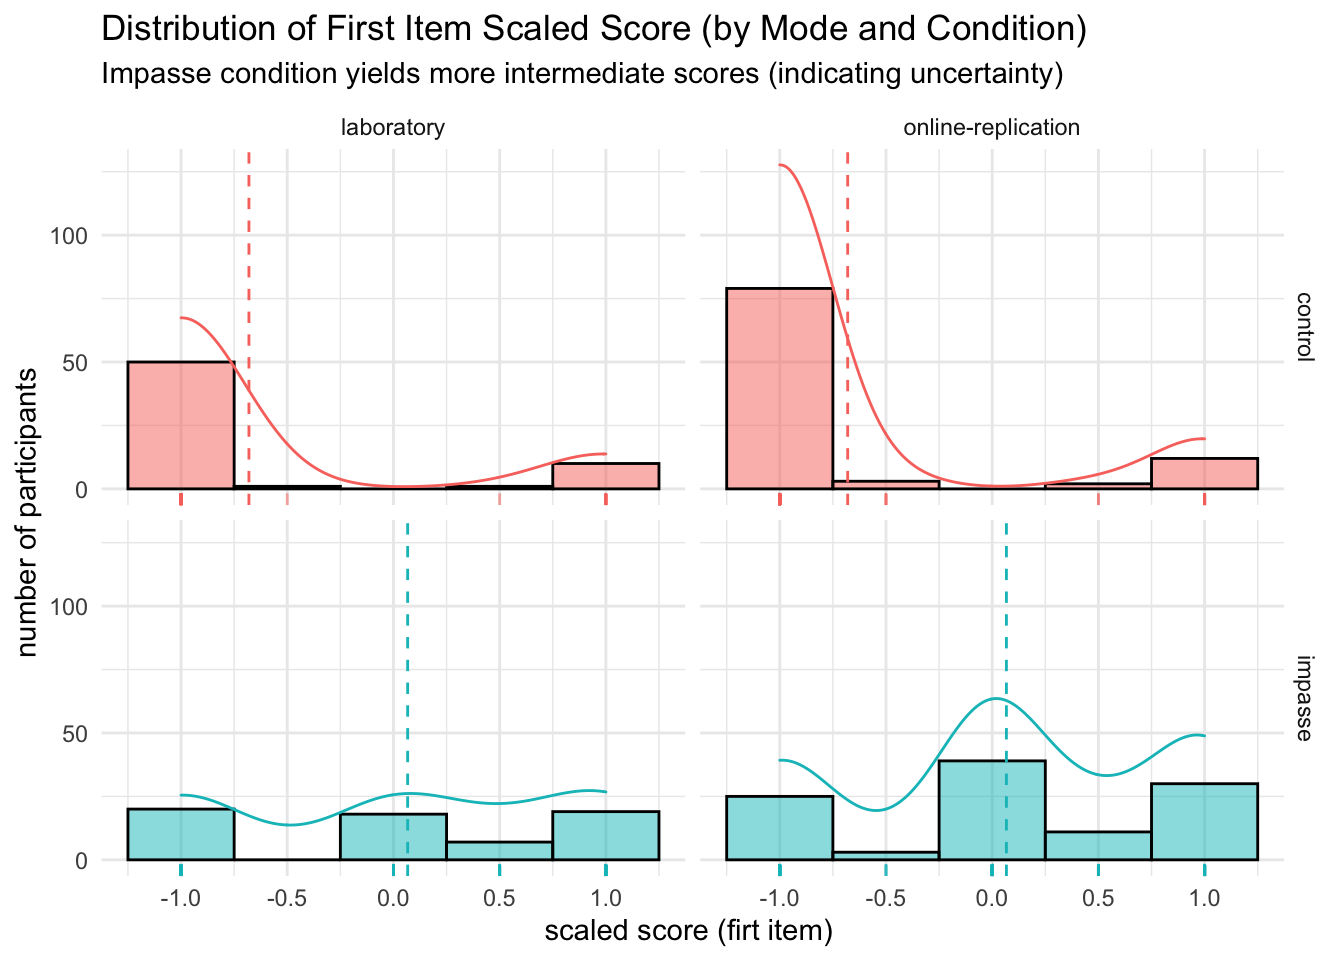 Distribution of First Item Scaled Score (by Mode and Condition)
Impasse condition yields more intermediate scores (indicating uncertainty)
laboratory
online-replication
number of participants
100
50
0
control
100
50
0
impasse
-1.0 -0.5 0.0 0.5 1.0
-1.0 -0.5 0.0 0.5 1.0
scaled score (firt item)